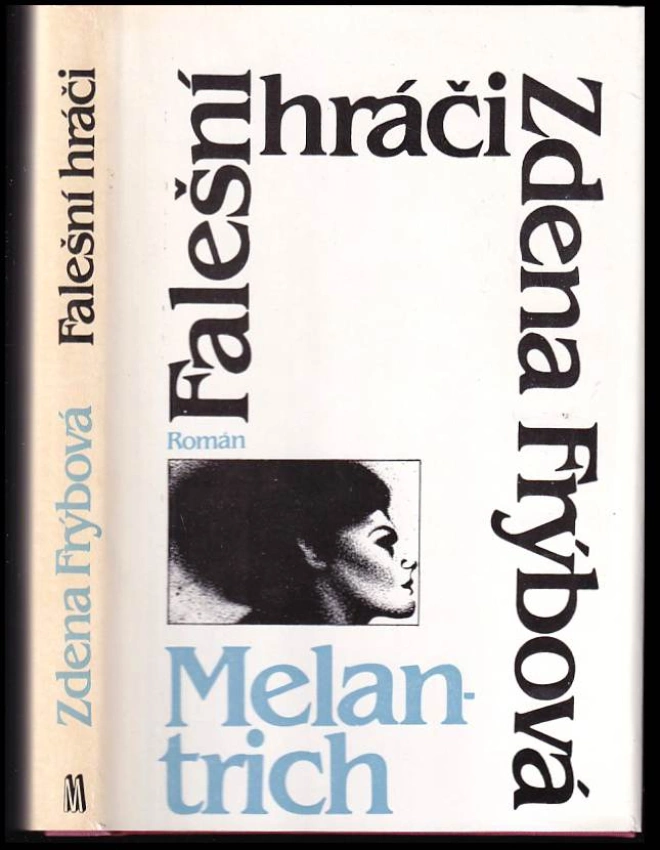 Zdena Frýbová Falešní hráči
M
Falešní
hráči
Zdena Frýbová
Román
Melan-
trich